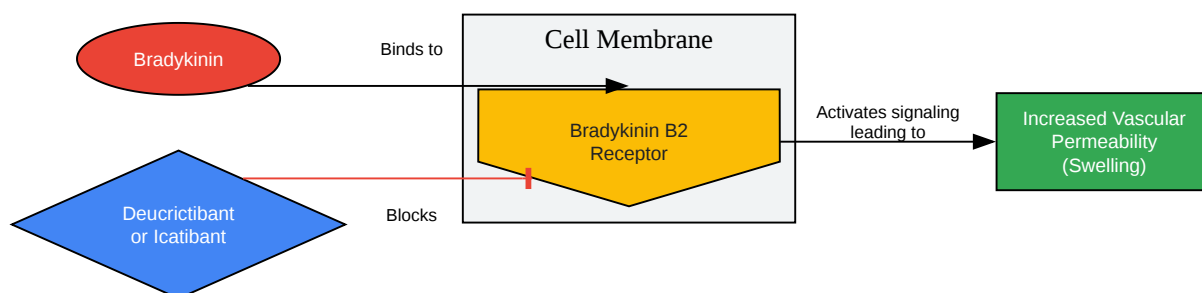 Cell Membrane
Bradykinin
Binds to
Bradykinin B2
Receptor
Activates signaling
leading to
Increased Vascular
Permeability
(Swelling)
Deucrictibant
or Icatibant
Blocks